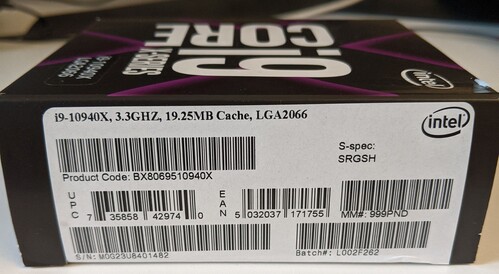 i9
CORE
X-SERIES
intel
i9-10940X, 3.3GHZ, 19.25MB Cache, LGA2066
intel
S-spec:
SRGSH
Product Code: BX8069510940X
UPC 7 35858 42974 0
EAN 5 032037 171755
MM#: 999PND
S/N: M0G23U8401482
Batch#: L002F262